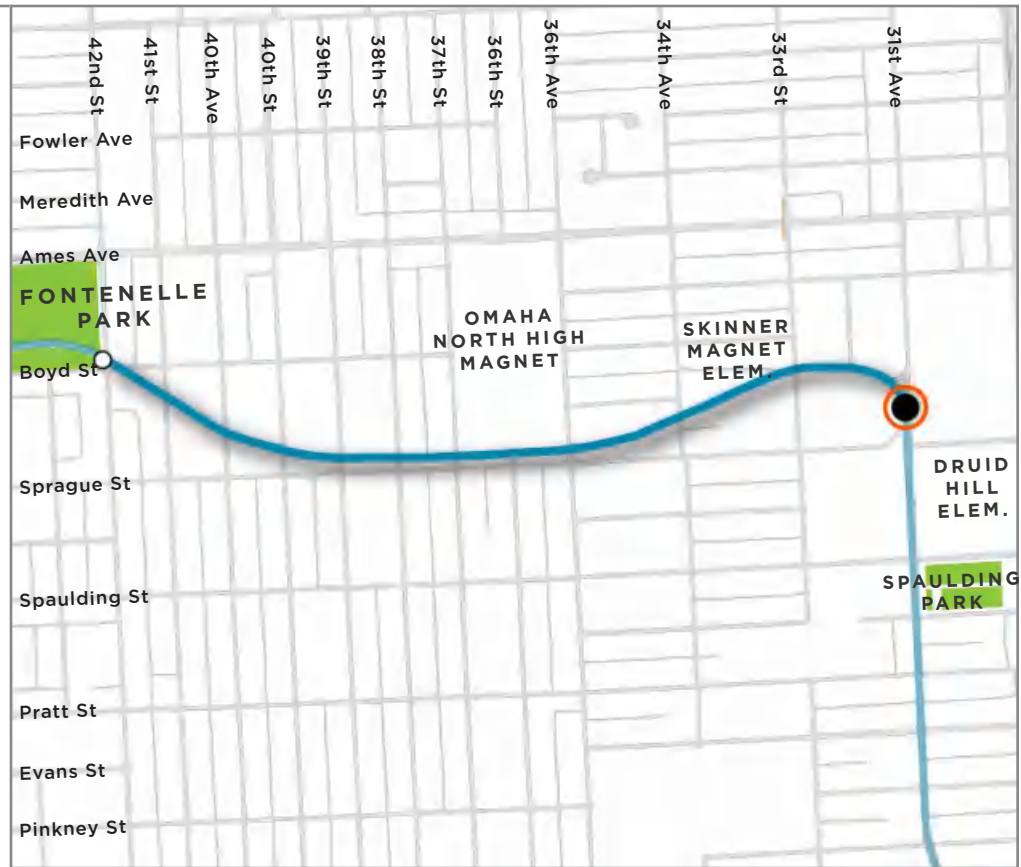 42nd St
41st St
40th Ave
40th St
39th St
38th St
37th St
36th St
36th Ave
34th Ave
33rd St
31st Ave
Fowler Ave
Meredith Ave
Ames Ave
FONTENELLE
PARK
OMAHA
NORTH HIGH
MAGNET
SKINNER
MAGNET
ELEM.
Boyd St
DRUID
HILL
ELEM.
Sprague St
SPAULDING
PARK
Spaulding St
Pratt St
Evans St
Pinkney St